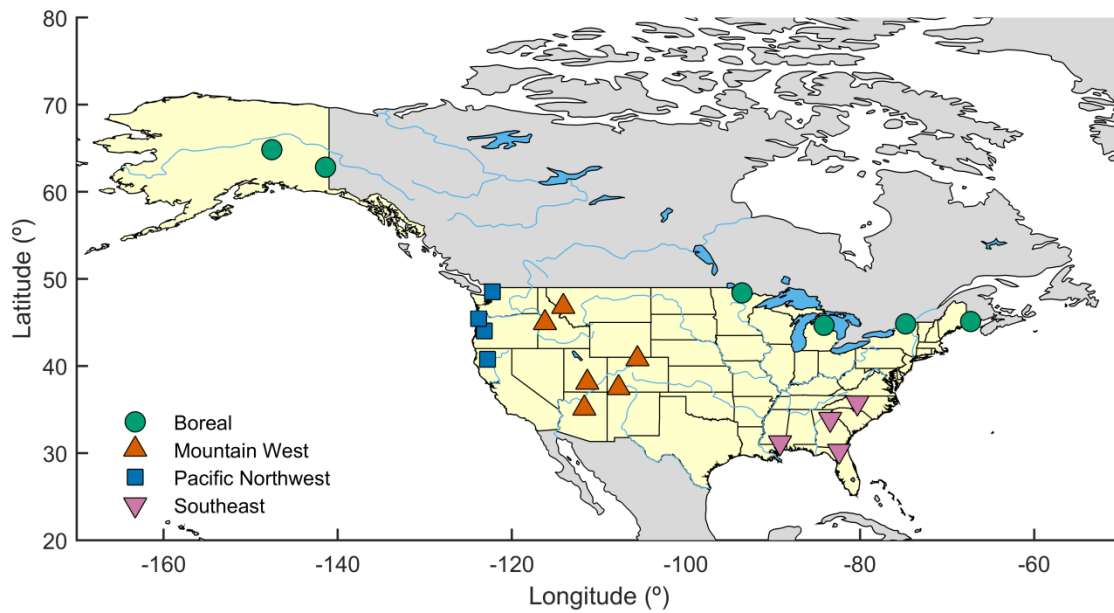 80
70
60
50
40
30
20
Latitude (º)
Boreal
Mountain West
Pacific Northwest
Southeast
-160
-140
-120
-100
-80
-60
Longitude (º)